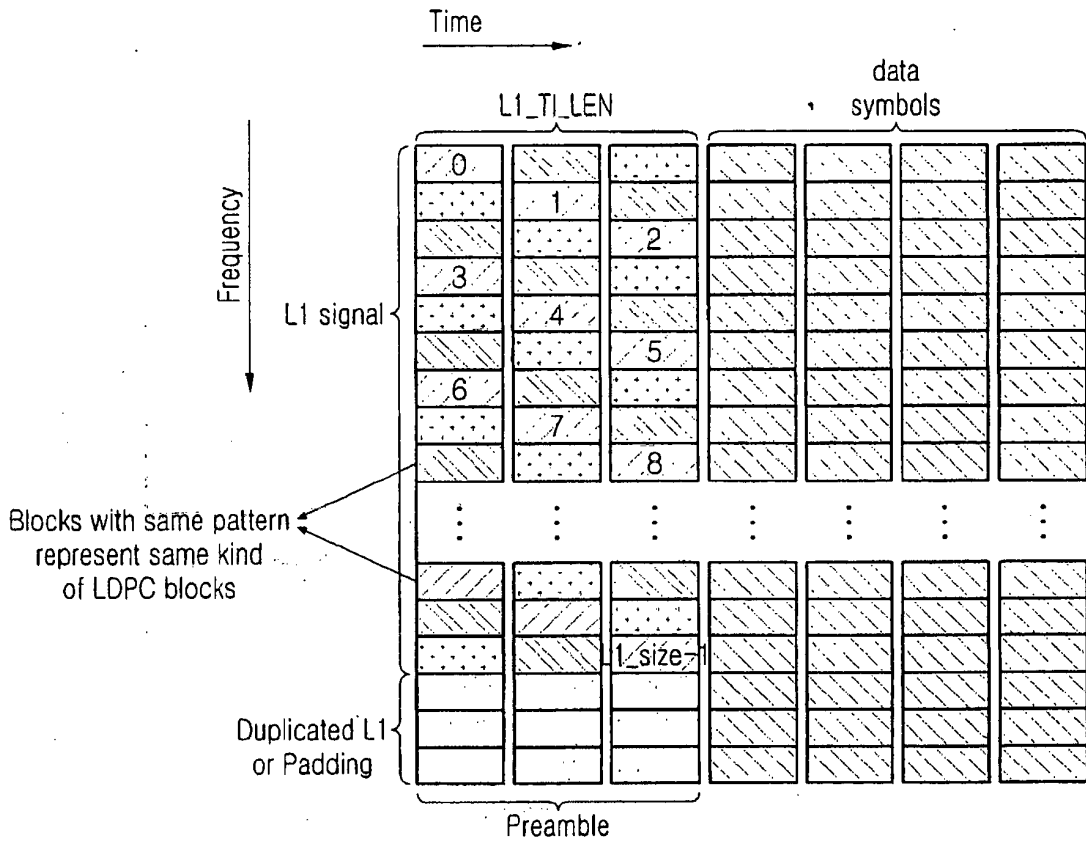 Time
L1_TI_LEN
data
symbols
Frequency
L1 signal
0
1
2
3
4
5
6
7
8
Blocks with same pattern
represent same kind
of LDPC blocks
L1_size-1
Duplicated L1
or Padding
Preamble